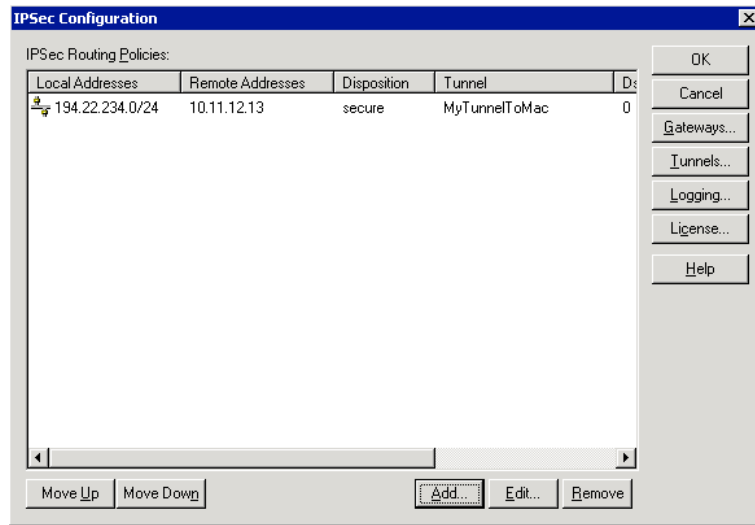 IPSec Configuration
IPSec Routing Policies:
Local Addresses Remote Addresses Disposition Tunnel
194.22.234.0/24 10.11.12.13 secure MyTunnelToMac 0
OK
Cancel
Gateways...
Tunnels...
Logging...
License...
Help
Move Up Move Down Add... Edit... Remove